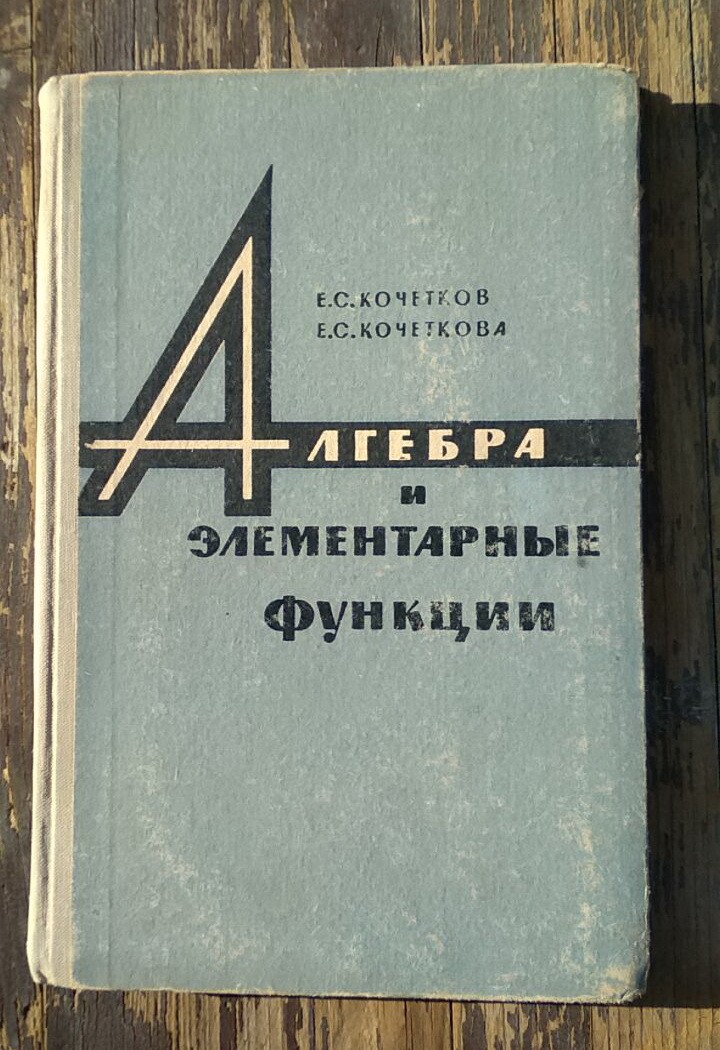 Е.С.КОЧЕТКОВ
Е.С.КОЧЕТКОВА
АЛГЕБРА
и
ЭЛЕМЕНТАРНЫЕ
функции